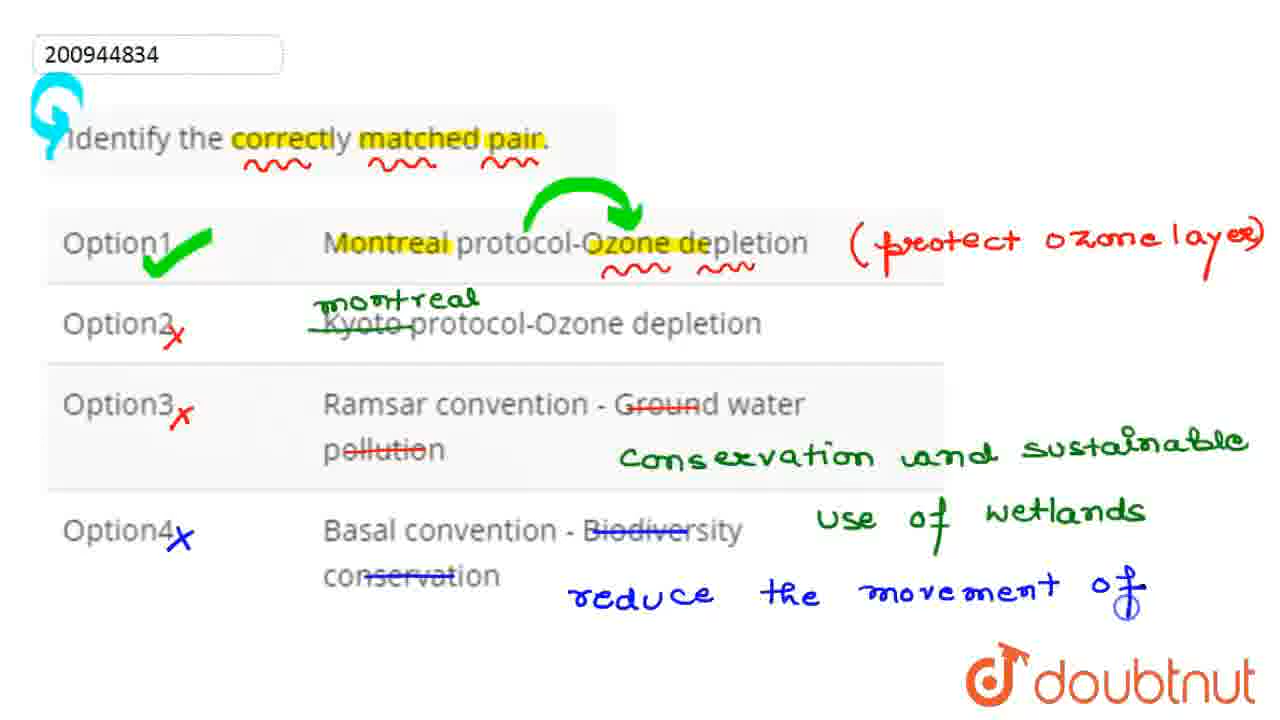 200944834
Identify the correctly matched pair.
Option1 Montreal protocol-Ozone depletion (protect ozone layer)
montreal
Option2 x Kyoto protocol-Ozone depletion
Option3 x Ramsar convention - Ground water
pollution
conservation and sustainable
use of wetlands
Option4 x Basal convention - Biodiversity
conservation
reduce the movement of
doubtnut